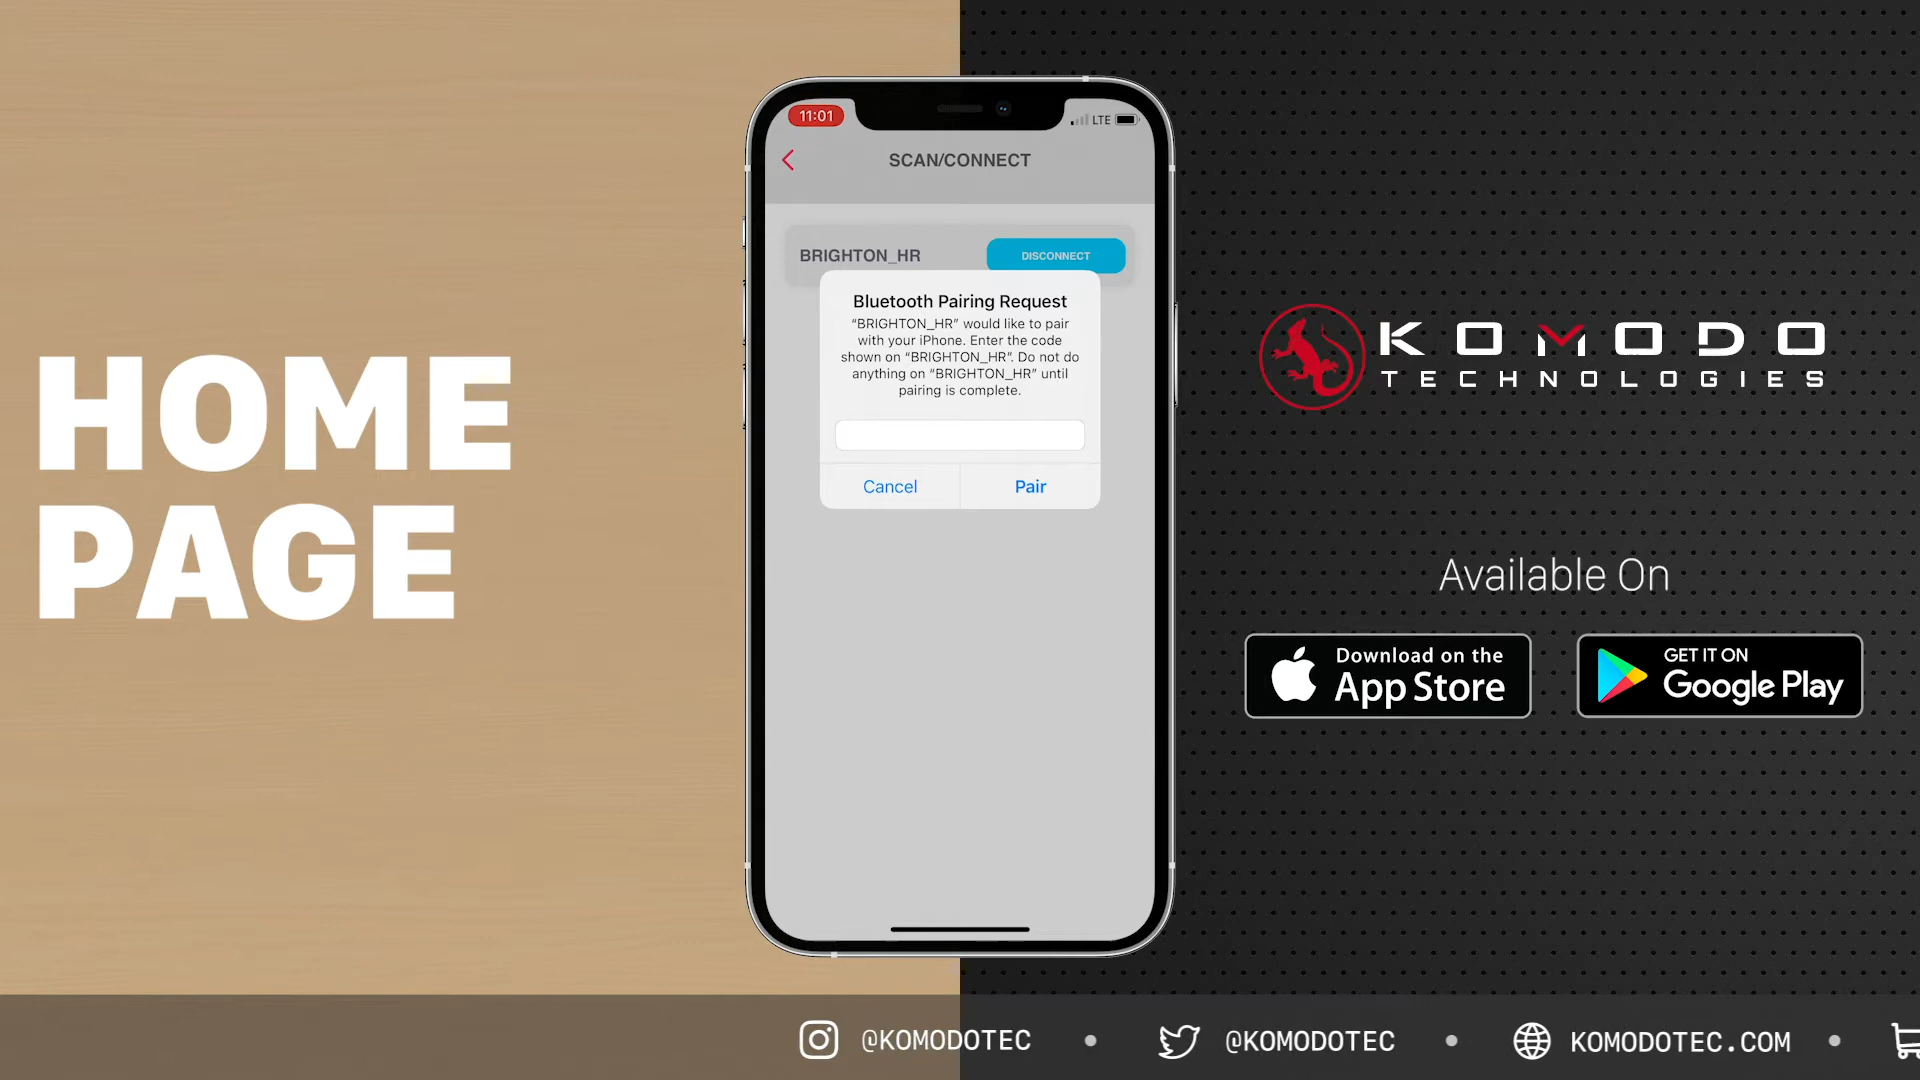 HOME
PAGE
11:01
LTE
SCAN/CONNECT
BRIGHTON_HR
DISCONNECT
Bluetooth Pairing Request
“BRIGHTON_HR” would like to pair
with your iPhone. Enter the code
shown on “BRIGHTON_HR”. Do not do
anything on “BRIGHTON_HR” until
pairing is complete.
Cancel
Pair
KOMODO
TECHNOLOGIES
Available On
Download on the
App Store
GET IT ON
Google Play
@KOMODOTEC
@KOMODOTEC
KOMODOTEC.COM